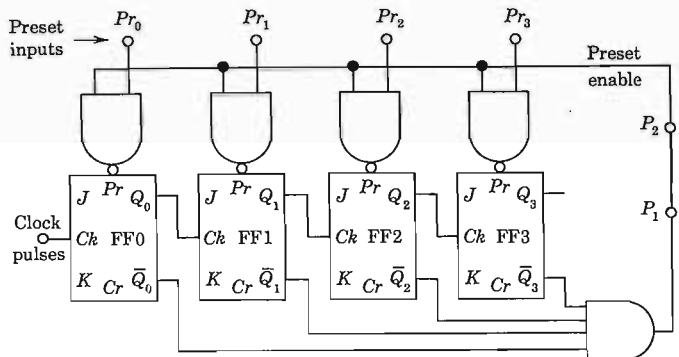 Preset inputs
Pr₀ Pr₁ Pr₂ Pr₃
Preset enable
P₂
P₁
Pr Pr Pr Pr
J Q₀ J Q₁ J Q₂ J Q₃
Clock pulses
Ck FF0 Ck FF1 Ck FF2 Ck FF3
K Cr Q̅₀ K Cr Q̅₁ K Cr Q̅₂ K Cr Q̅₃